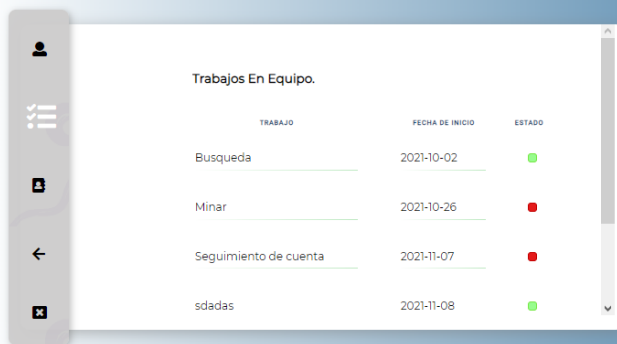 Trabajos En Equipo.
TRABAJO FECHA DE INICIO ESTADO
Busqueda 2021-10-02
Minar 2021-10-26
Seguimiento de cuenta 2021-11-07
sdadas 2021-11-08